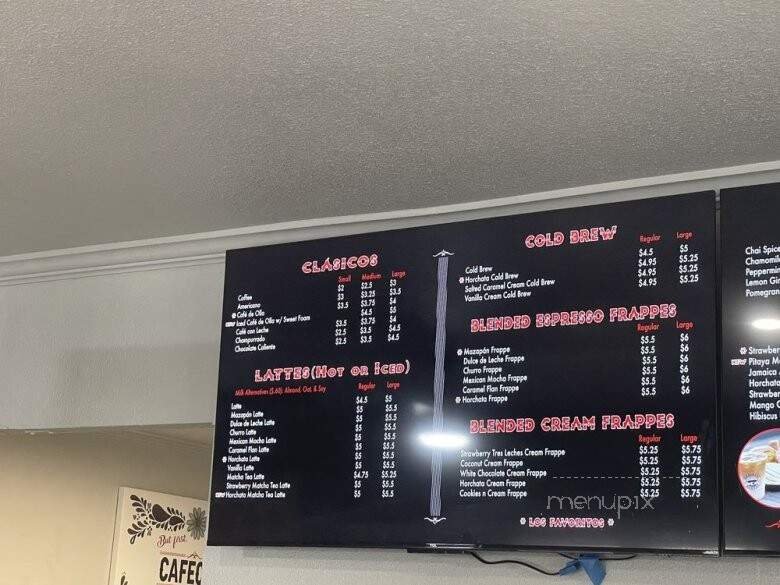 CLÁSICOS
Small Medium Large
Coffee $2 $2.5 $3
Americano $3 $3.25 $3.5
Café de Olla $3.5 $3.75 $4
NEW Iced Café de Olla w/ Sweet Foam $4.5 $5
Café con Leche $3.5 $3.75 $4
Champurrado $2.5 $3.5 $4.5
Chocolate Caliente $2.5 $3.5 $4.5
LATTES (HOT OR ICED)
Milk Alternatives ($.60): Almond, Oat, & Soy
Regular Large
Latte $4.5 $5
Mazapán Latte $5 $5.5
Dulce de Leche Latte $5 $5.5
Churro Latte $5 $5.5
Mexican Mocha Latte $5 $5.5
Caramel Flan Latte $5 $5.5
Horchata Latte $5 $5.5
Vanilla Latte $5 $5.5
Matcha Tea Latte $4.75 $5.25
Strawberry Matcha Tea Latte $5 $5.5
NEW Horchata Matcha Tea Latte $5 $5.5
COLD BREW
Regular Large
Cold Brew $4.5 $5
Horchata Cold Brew $4.95 $5.25
Salted Caramel Cream Cold Brew $4.95 $5.25
Vanilla Cream Cold Brew $4.95 $5.25
BLENDED ESPRESSO FRAPPES
Regular Large
Mazapán Frappe $5.5 $6
Dulce de Leche Frappe $5.5 $6
Churro Frappe $5.5 $6
Mexican Mocha Frappe $5.5 $6
Caramel Flan Frappe $5.5 $6
Horchata Frappe $5.5 $6
BLENDED CREAM FRAPPES
Regular Large
Strawberry Tres Leches Cream Frappe $5.25 $5.75
Coconut Cream Frappe $5.25 $5.75
White Chocolate Cream Frappe $5.25 $5.75
Horchata Cream Frappe $5.25 $5.75
Cookies n Cream Frappe $5.25 $5.75
LOS FAVORITOS
Chai Spice
Chamomil
Peppermin
Lemon Gin
Pomegran
Strawber
NEW Pitaya M
Jamaica
Horchata
Strawber
Mango C
Hibiscus
But first,
CAFEC
menupix